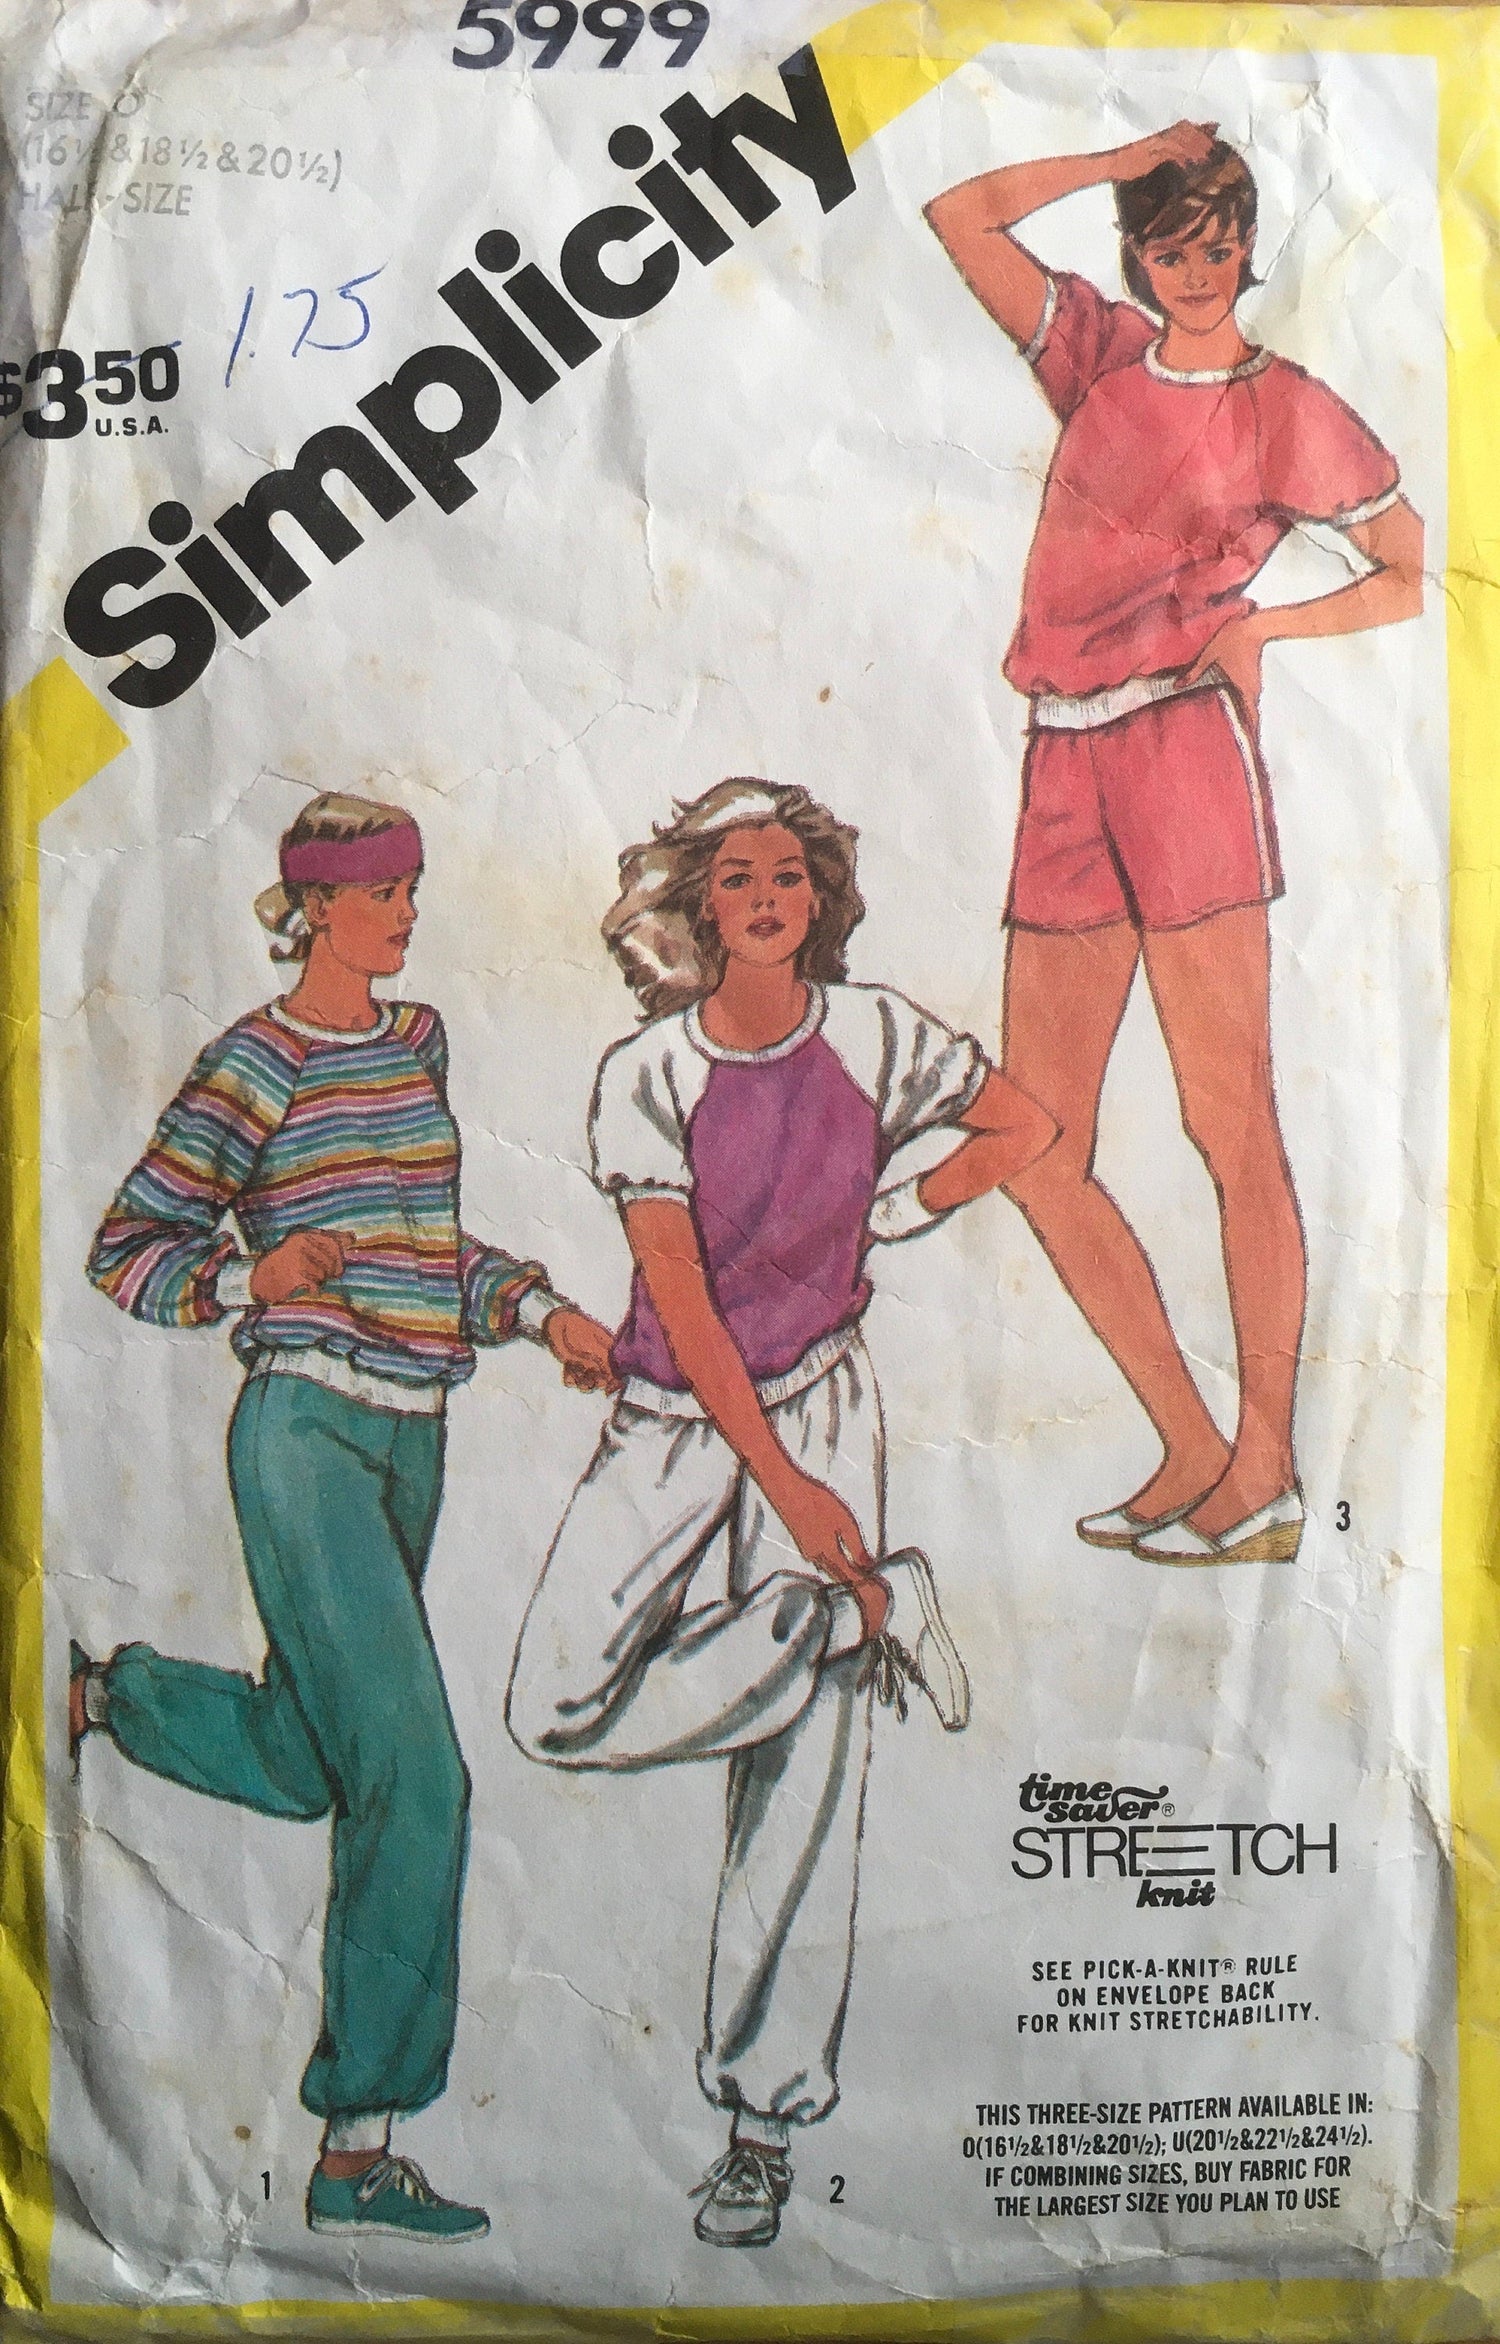 5999
SIZE O
(16½&18½&20½)
HALF-SIZE
1.75
$3.50
U.S.A.
Simplicity
3
time
saver®
STRETCH
knit
SEE PICK-A-KNIT® RULE
ON ENVELOPE BACK
FOR KNIT STRETCHABILITY.
THIS THREE-SIZE PATTERN AVAILABLE IN:
O(16½&18½&20½); U(20½&22½&24½).
IF COMBINING SIZES, BUY FABRIC FOR
THE LARGEST SIZE YOU PLAN TO USE
1
2